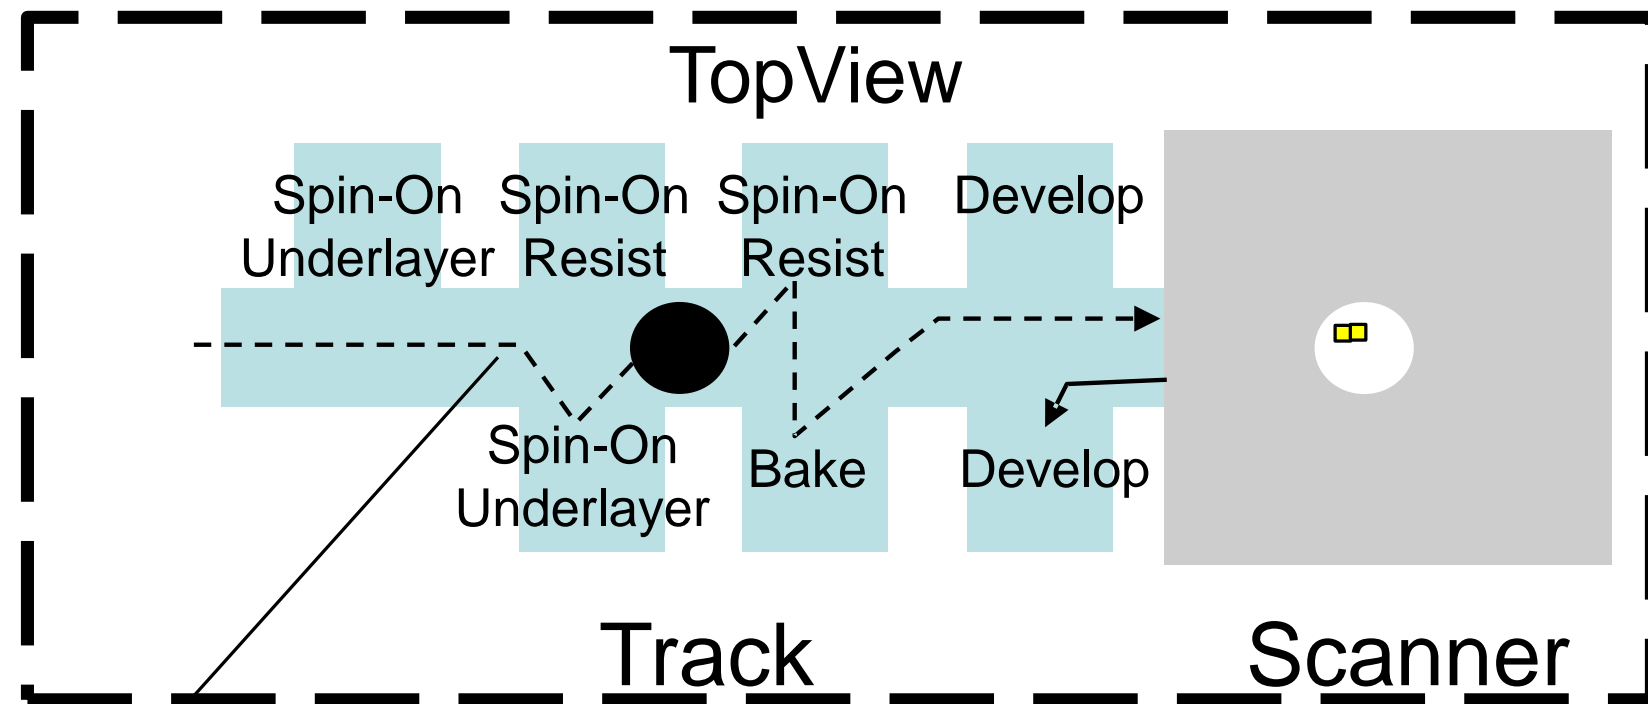 TopView
Spin-On
Underlayer
Spin-On
Resist
Spin-On
Resist
Develop
Spin-On
Underlayer
Bake
Develop
Track
Scanner